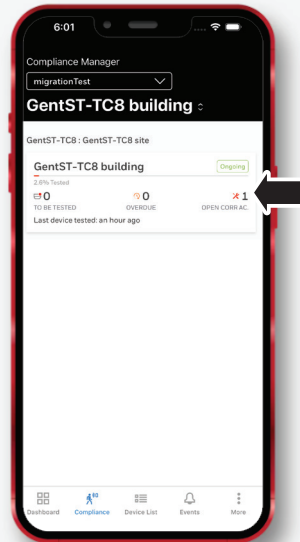 6:01
Compliance Manager
migrationTest
GentST-TC8 building
GentST-TC8 : GentST-TC8 site
GentST-TC8 building Ongoing
2.6% Tested
0 0 1
TO BE TESTED OVERDUE OPEN CORR AC.
Last device tested: an hour ago
92
Dashboard Compliance Device List Events More